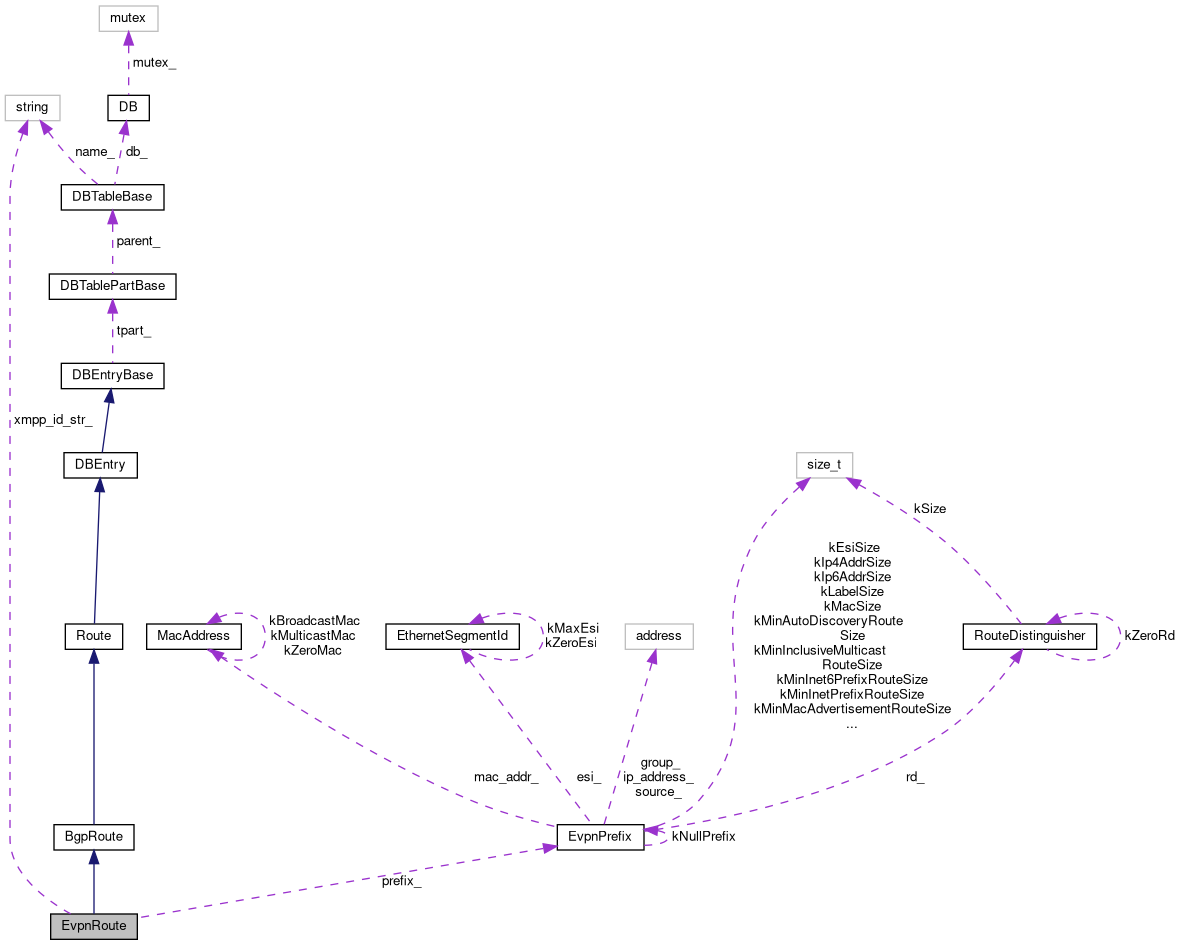 mutex
mutex_
string
DB
name_
db_
DBTableBase
parent_
DBTablePartBase
tpart_
DBEntryBase
xmpp_id_str_
DBEntry
size_t
kSize
kEsiSize
kIp4AddrSize
kIp6AddrSize
kLabelSize
kMacSize
kMinAutoDiscoveryRoute
Size
kMinInclusiveMulticast
RouteSize
kMinInet6PrefixRouteSize
kMinInetPrefixRouteSize
kMinMacAdvertisementRouteSize
...
Route
MacAddress
kBroadcastMac
kMulticastMac
kZeroMac
EthernetSegmentId
kMaxEsi
kZeroEsi
address
RouteDistinguisher
kZeroRd
mac_addr_
esi_
group_
ip_address_
source_
rd_
BgpRoute
EvpnPrefix
kNullPrefix
prefix_
EvpnRoute